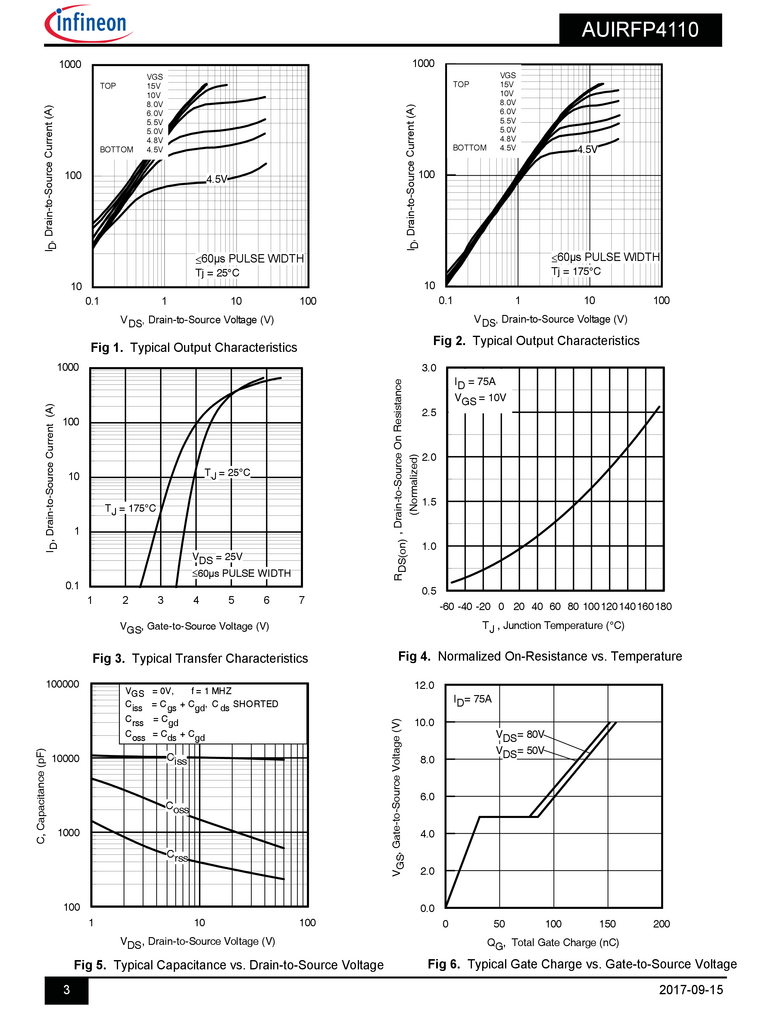 infineon
AUIRFP4110
1000
100
10
0.1 1 10 100
VGS
TOP 15V
10V
8.0V
6.0V
5.5V
5.0V
4.8V
BOTTOM 4.5V
4.5V
≤60µs PULSE WIDTH
Tj = 25°C
ID, Drain-to-Source Current (A)
VDS, Drain-to-Source Voltage (V)
Fig 1. Typical Output Characteristics
1000
100
10
0.1 1 10 100
VGS
TOP 15V
10V
8.0V
6.0V
5.5V
5.0V
4.8V
BOTTOM 4.5V
4.5V
≤60µs PULSE WIDTH
Tj = 175°C
ID, Drain-to-Source Current (A)
VDS, Drain-to-Source Voltage (V)
Fig 2. Typical Output Characteristics
1000
100
10
1
0.1
1 2 3 4 5 6 7
TJ = 25°C
TJ = 175°C
VDS = 25V
≤60µs PULSE WIDTH
ID, Drain-to-Source Current (A)
VGS, Gate-to-Source Voltage (V)
Fig 3. Typical Transfer Characteristics
3.0
2.5
2.0
1.5
1.0
0.5
-60 -40 -20 0 20 40 60 80 100 120 140 160 180
ID = 75A
VGS = 10V
RDS(on) , Drain-to-Source On Resistance
(Normalized)
TJ , Junction Temperature (°C)
Fig 4. Normalized On-Resistance vs. Temperature
100000
10000
1000
100
1 10 100
VGS = 0V, f = 1 MHZ
Ciss = Cgs + Cgd, Cds SHORTED
Crss = Cgd
Coss = Cds + Cgd
Ciss
Coss
Crss
C, Capacitance (pF)
VDS, Drain-to-Source Voltage (V)
Fig 5. Typical Capacitance vs. Drain-to-Source Voltage
12.0
10.0
8.0
6.0
4.0
2.0
0.0
0 50 100 150 200
ID= 75A
VDS= 80V
VDS= 50V
VGS, Gate-to-Source Voltage (V)
QG, Total Gate Charge (nC)
Fig 6. Typical Gate Charge vs. Gate-to-Source Voltage
3
2017-09-15